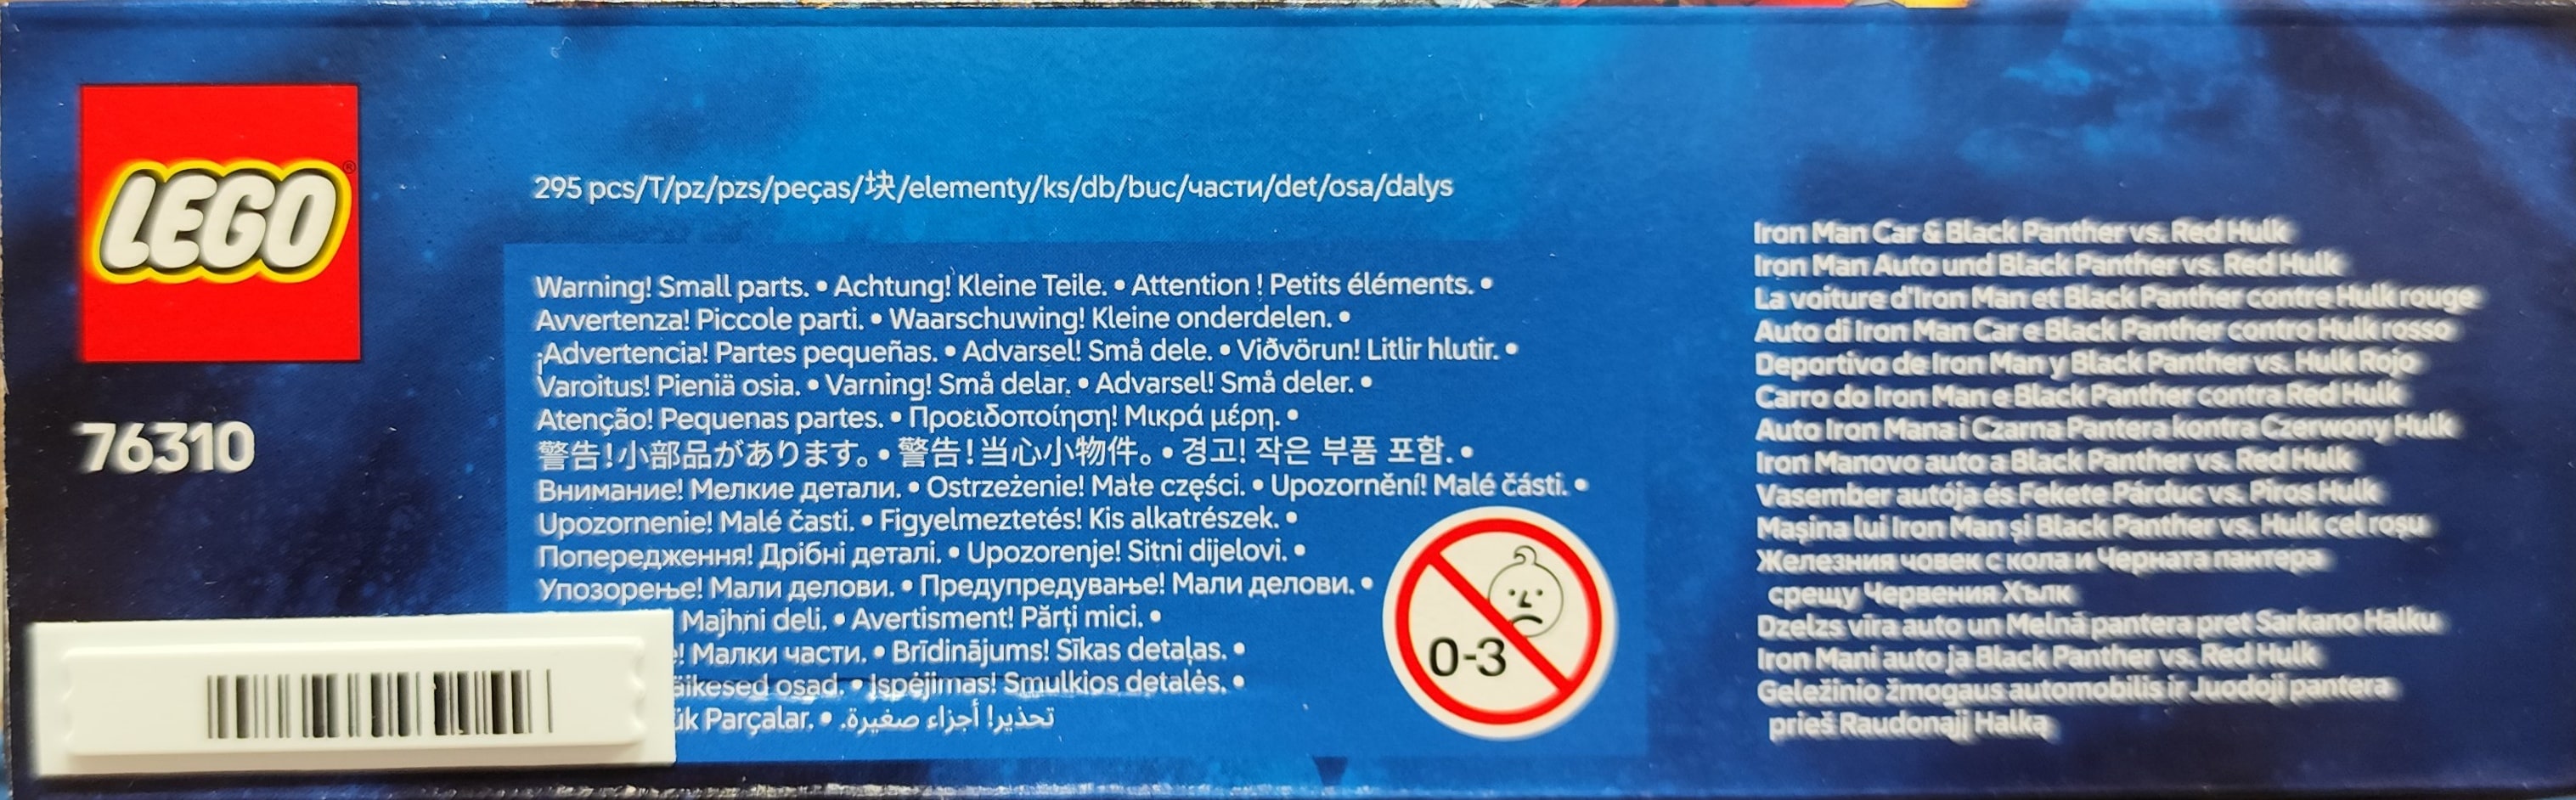 LEGO®
76310
295 pcs/T/pz/pzs/peças/块/elementy/ks/db/buc/части/det/osa/dalys
Warning! Small parts. • Achtung! Kleine Teile. • Attention ! Petits éléments. •
Avvertenza! Piccole parti. • Waarschuwing! Kleine onderdelen. •
¡Advertencia! Partes pequeñas. • Advarsel! Små dele. • Viðvörun! Litlir hlutir. •
Varoitus! Pieniä osia. • Varning! Små delar. • Advarsel! Små deler. •
Atenção! Pequenas partes. • Προειδοποίηση! Μικρά μέρη. •
警告!小部品があります。• 警告!当心小物件。• 경고! 작은 부품 포함. •
Внимание! Мелкие детали. • Ostrzeżenie! Małe części. • Upozornění! Malé části. •
Upozornenie! Malé časti. • Figyelmeztetés! Kis alkatrészek. •
Попередження! Дрібні деталі. • Upozorenje! Sitni dijelovi. •
Упозорење! Мали делови. • Предупредување! Мали делови. •
Majhni deli. • Avertisment! Părți mici. •
! Малки части. • Brīdinājums! Sīkas detaļas. •
äikesed osad. • Įspėjimas! Smulkios detalės. •
ük Parçalar. • تحذير! أجزاء صغيرة.
0-3
Iron Man Car & Black Panther vs. Red Hulk
Iron Man Auto und Black Panther vs. Red Hulk
La voiture d'Iron Man et Black Panther contre Hulk rouge
Auto di Iron Man Car e Black Panther contro Hulk rosso
Deportivo de Iron Man y Black Panther vs. Hulk Rojo
Carro do Iron Man e Black Panther contra Red Hulk
Auto Iron Mana i Czarna Pantera kontra Czerwony Hulk
Iron Manovo auto a Black Panther vs. Red Hulk
Vasember autója és Fekete Párduc vs. Piros Hulk
Mașina lui Iron Man și Black Panther vs. Hulk cel roșu
Железния човек с кола и Черната пантера
срещу Червения Хълк
Dzelzs vīra auto un Melnā pantera pret Sarkano Halku
Iron Mani auto ja Black Panther vs. Red Hulk
Geležinio žmogaus automobilis ir Juodoji pantera
prieš Raudonąjį Halką